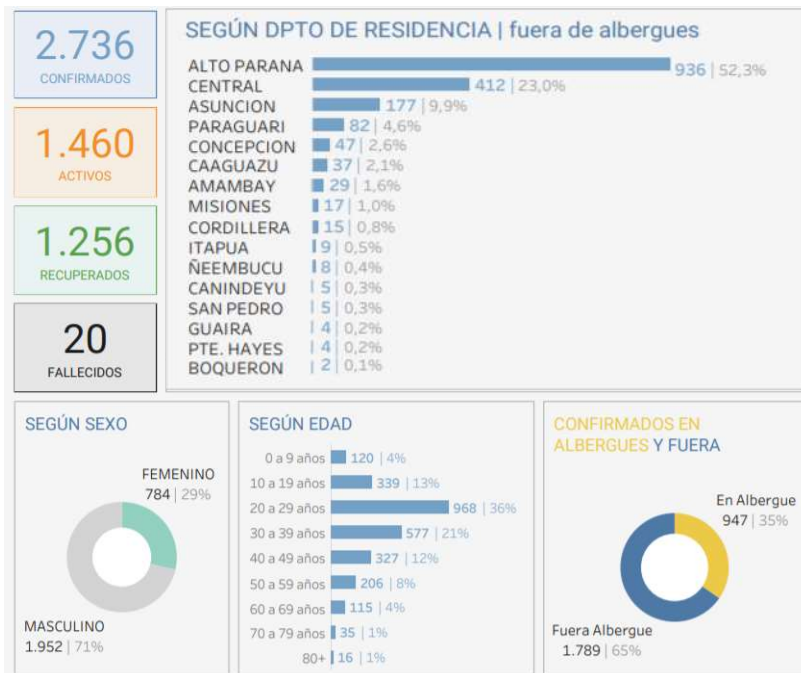 2.736
CONFIRMADOS
1.460
ACTIVOS
1.256
RECUPERADOS
20
FALLECIDOS
SEGÚN DPTO DE RESIDENCIA | fuera de albergues
ALTO PARANA 936 | 52,3%
CENTRAL 412 | 23,0%
ASUNCION 177 | 9,9%
PARAGUARI 82 | 4,6%
CONCEPCION 47 | 2,6%
CAAGUAZU 37 | 2,1%
AMAMBAY 29 | 1,6%
MISIONES 17 | 1,0%
CORDILLERA 15 | 0,8%
ITAPUA 9 | 0,5%
ÑEEMBUCU 8 | 0,4%
CANINDEYU 5 | 0,3%
SAN PEDRO 5 | 0,3%
GUAIRA 4 | 0,2%
PTE. HAYES 4 | 0,2%
BOQUERON 2 | 0,1%
SEGÚN SEXO
FEMENINO
784 | 29%
MASCULINO
1.952 | 71%
SEGÚN EDAD
0 a 9 años 120 | 4%
10 a 19 años 339 | 13%
20 a 29 años 968 | 36%
30 a 39 años 577 | 21%
40 a 49 años 327 | 12%
50 a 59 años 206 | 8%
60 a 69 años 115 | 4%
70 a 79 años 35 | 1%
80+ 16 | 1%
CONFIRMADOS EN
ALBERGUES Y FUERA
En Albergue
947 | 35%
Fuera Albergue
1.789 | 65%